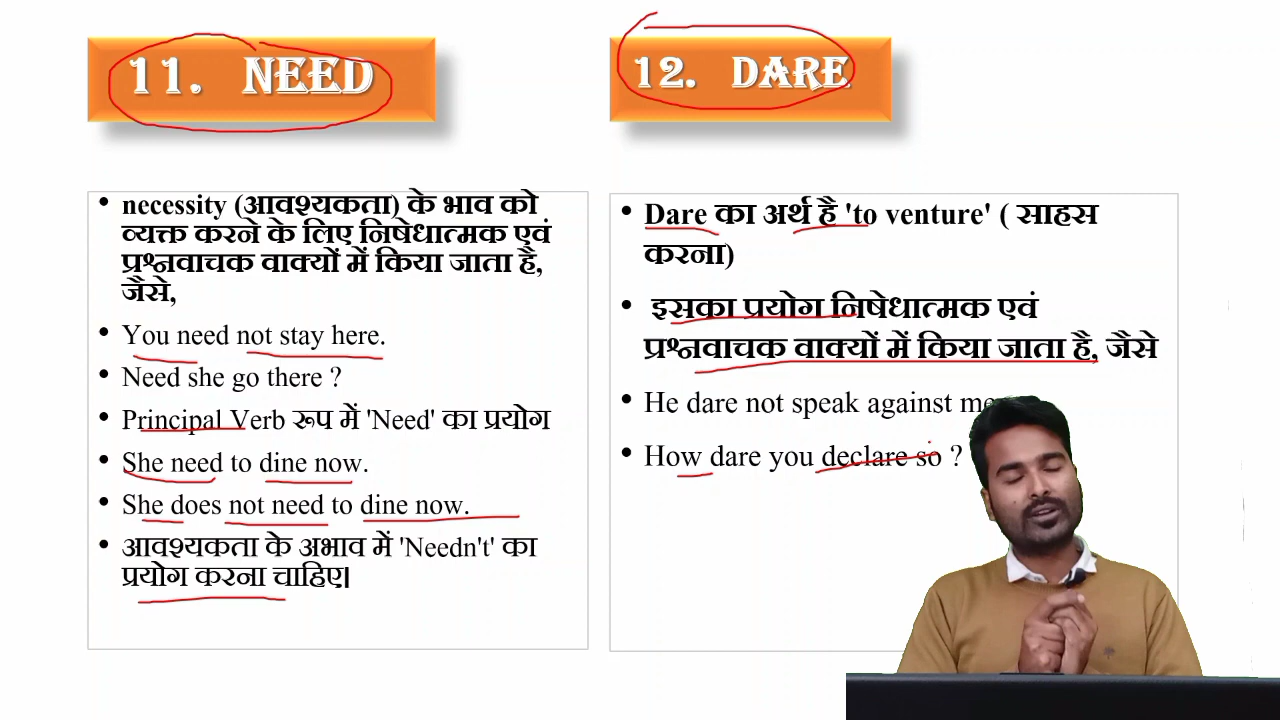 11. NEED
necessity (आवश्यकता) के भाव को
व्यक्त करने के लिए निषेधात्मक एवं
प्रश्नवाचक वाक्यों में किया जाता है,
जैसे,
You need not stay here.
Need she go there ?
Principal Verb रूप में 'Need' का प्रयोग
She need to dine now.
She does not need to dine now.
आवश्यकता के अभाव में 'Needn't' का
प्रयोग करना चाहिए।
12. DARE
Dare का अर्थ है 'to venture' ( साहस
करना)
इसका प्रयोग निषेधात्मक एवं
प्रश्नवाचक वाक्यों में किया जाता है, जैसे
He dare not speak against me
How dare you declare so ?